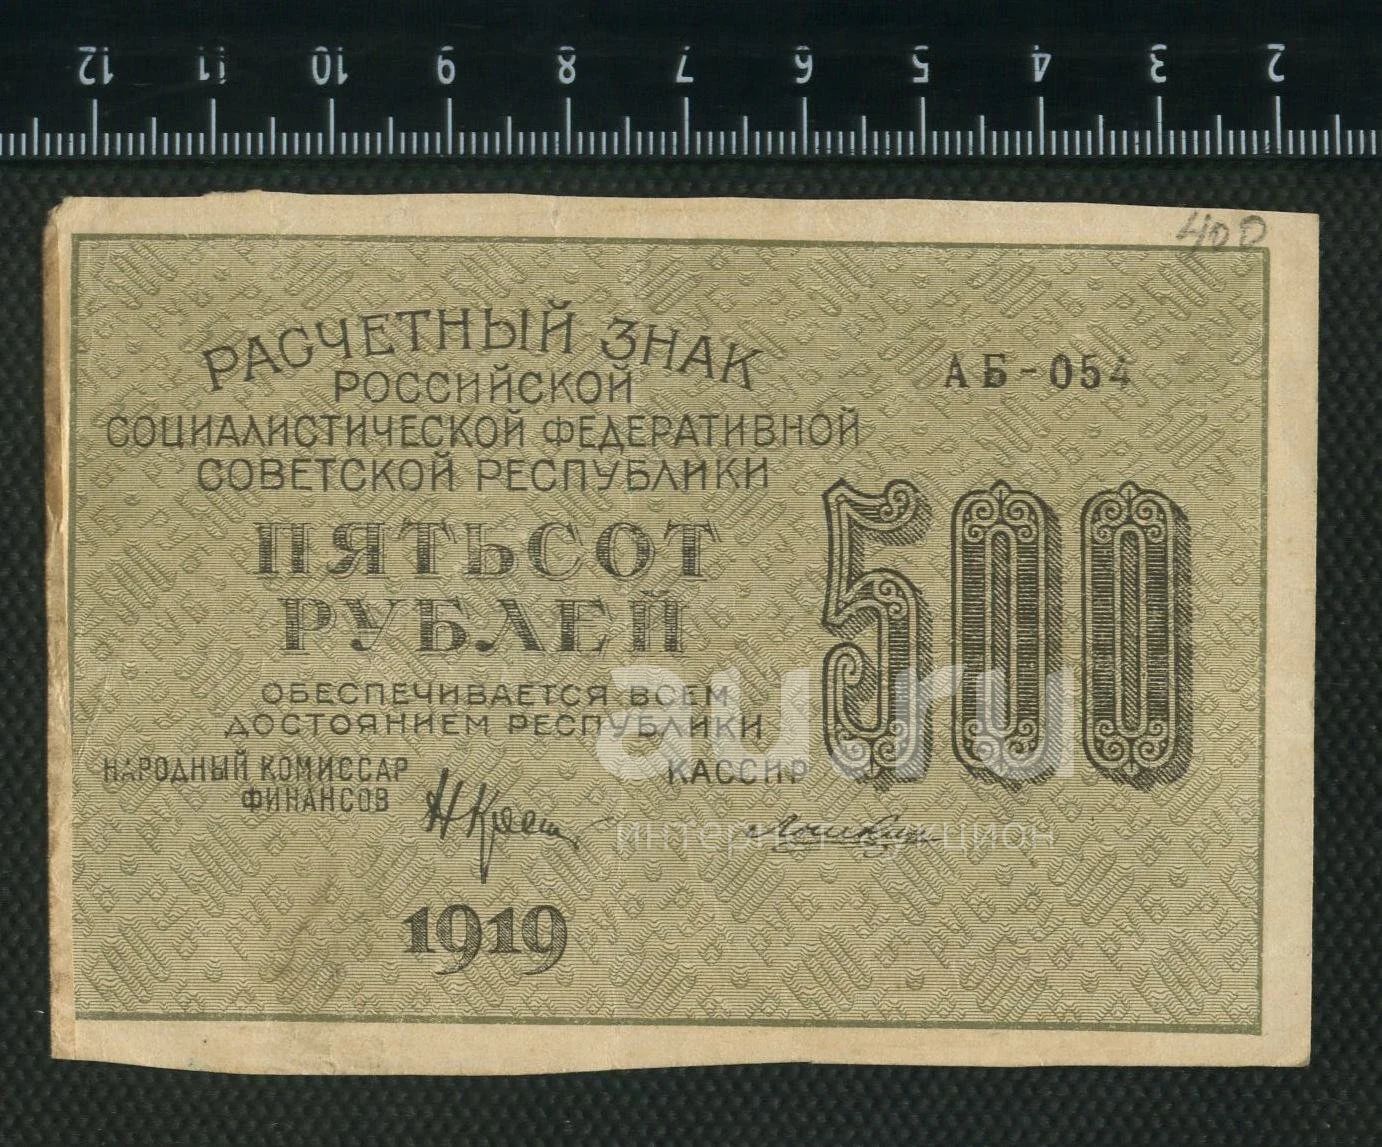 12 11 10 9 8 7 6 5 4 3 2
400
РАСЧЕТНЫЙ ЗНАК
РОССИЙСКОЙ
СОЦИАЛИСТИЧЕСКОЙ ФЕДЕРАТИВНОЙ
СОВЕТСКОЙ РЕСПУБЛИКИ
АБ-054
ПЯТЬСОТ
РУБЛЕЙ
500
ОБЕСПЕЧИВАЕТСЯ ВСЕМ
ДОСТОЯНИЕМ РЕСПУБЛИКИ
НАРОДНЫЙ КОМИССАР
ФИНАНСОВ
КАССИР
1919
au.ru
интернет-аукцион